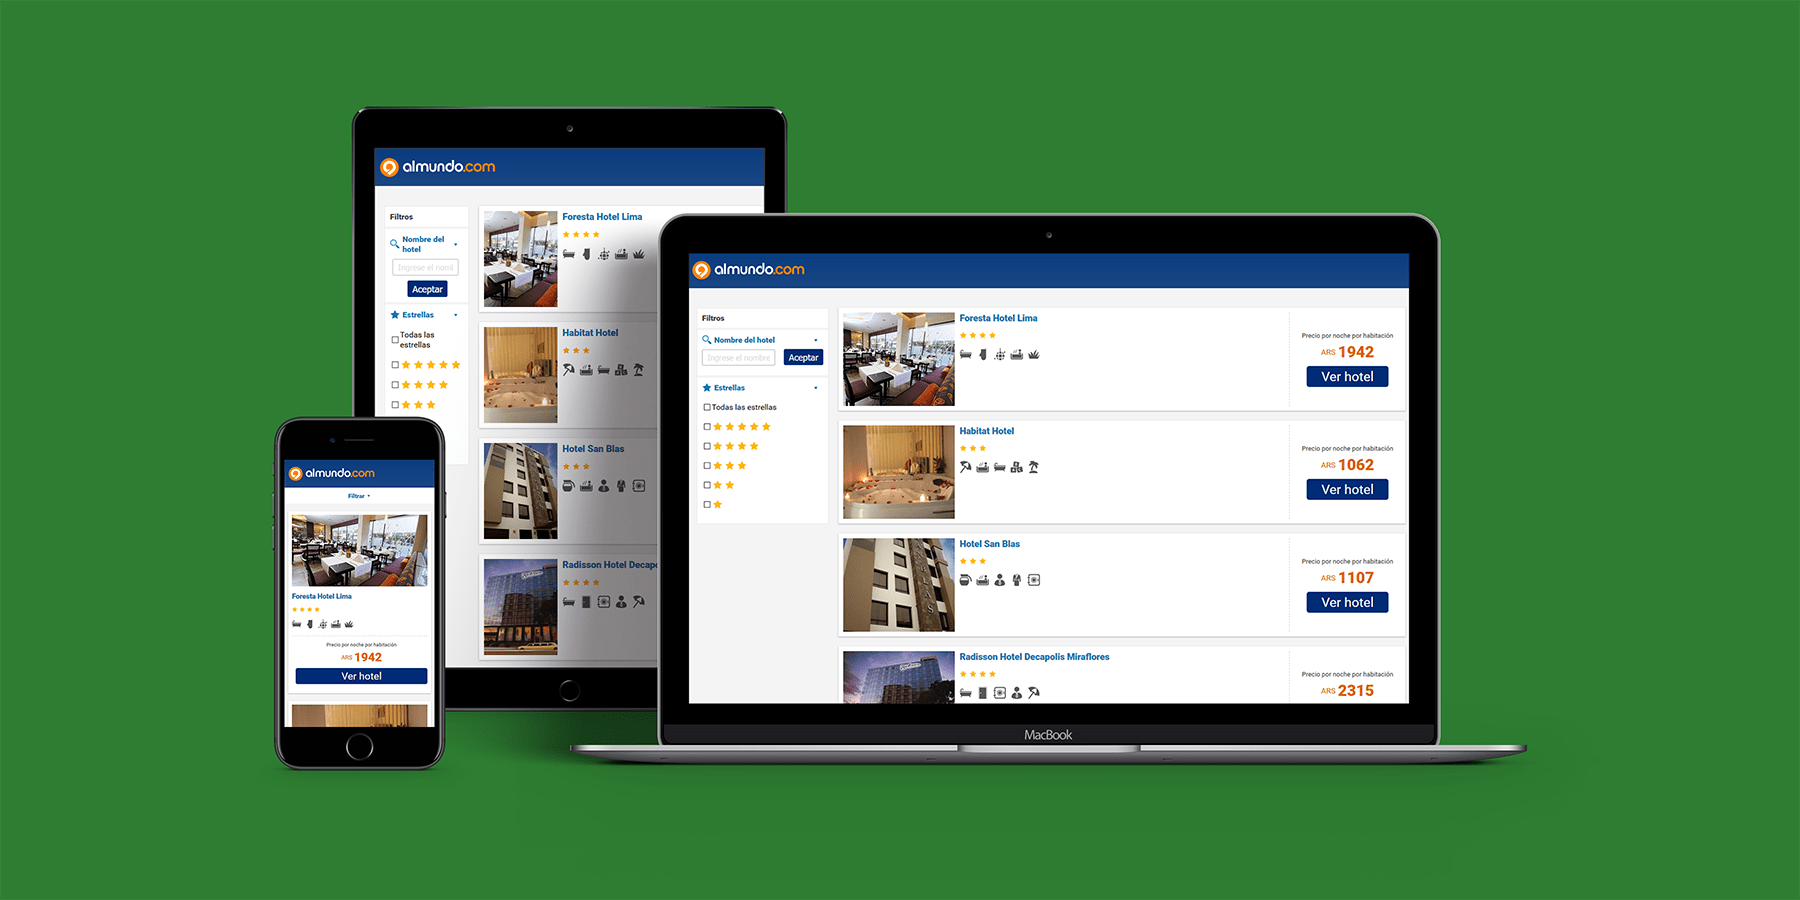 almundo.com
Filtros
Nombre del
hotel
Ingrese el nomb
Aceptar
Estrellas
Todas las
estrellas
Foresta Hotel Lima
Habitat Hotel
Hotel San Blas
Radisson Hotel Decapo
almundo.com
Filtrar
Foresta Hotel Lima
Precio por noche por habitación
ARS 1942
Ver hotel
almundo.com
Filtros
Nombre del hotel
Ingrese el nombre
Aceptar
Estrellas
Todas las estrellas
Foresta Hotel Lima
Precio por noche por habitación
ARS 1942
Ver hotel
Habitat Hotel
Precio por noche por habitación
ARS 1062
Ver hotel
Hotel San Blas
Precio por noche por habitación
ARS 1107
Ver hotel
Radisson Hotel Decapolis Miraflores
Precio por noche por habitación
ARS 2315
MacBook